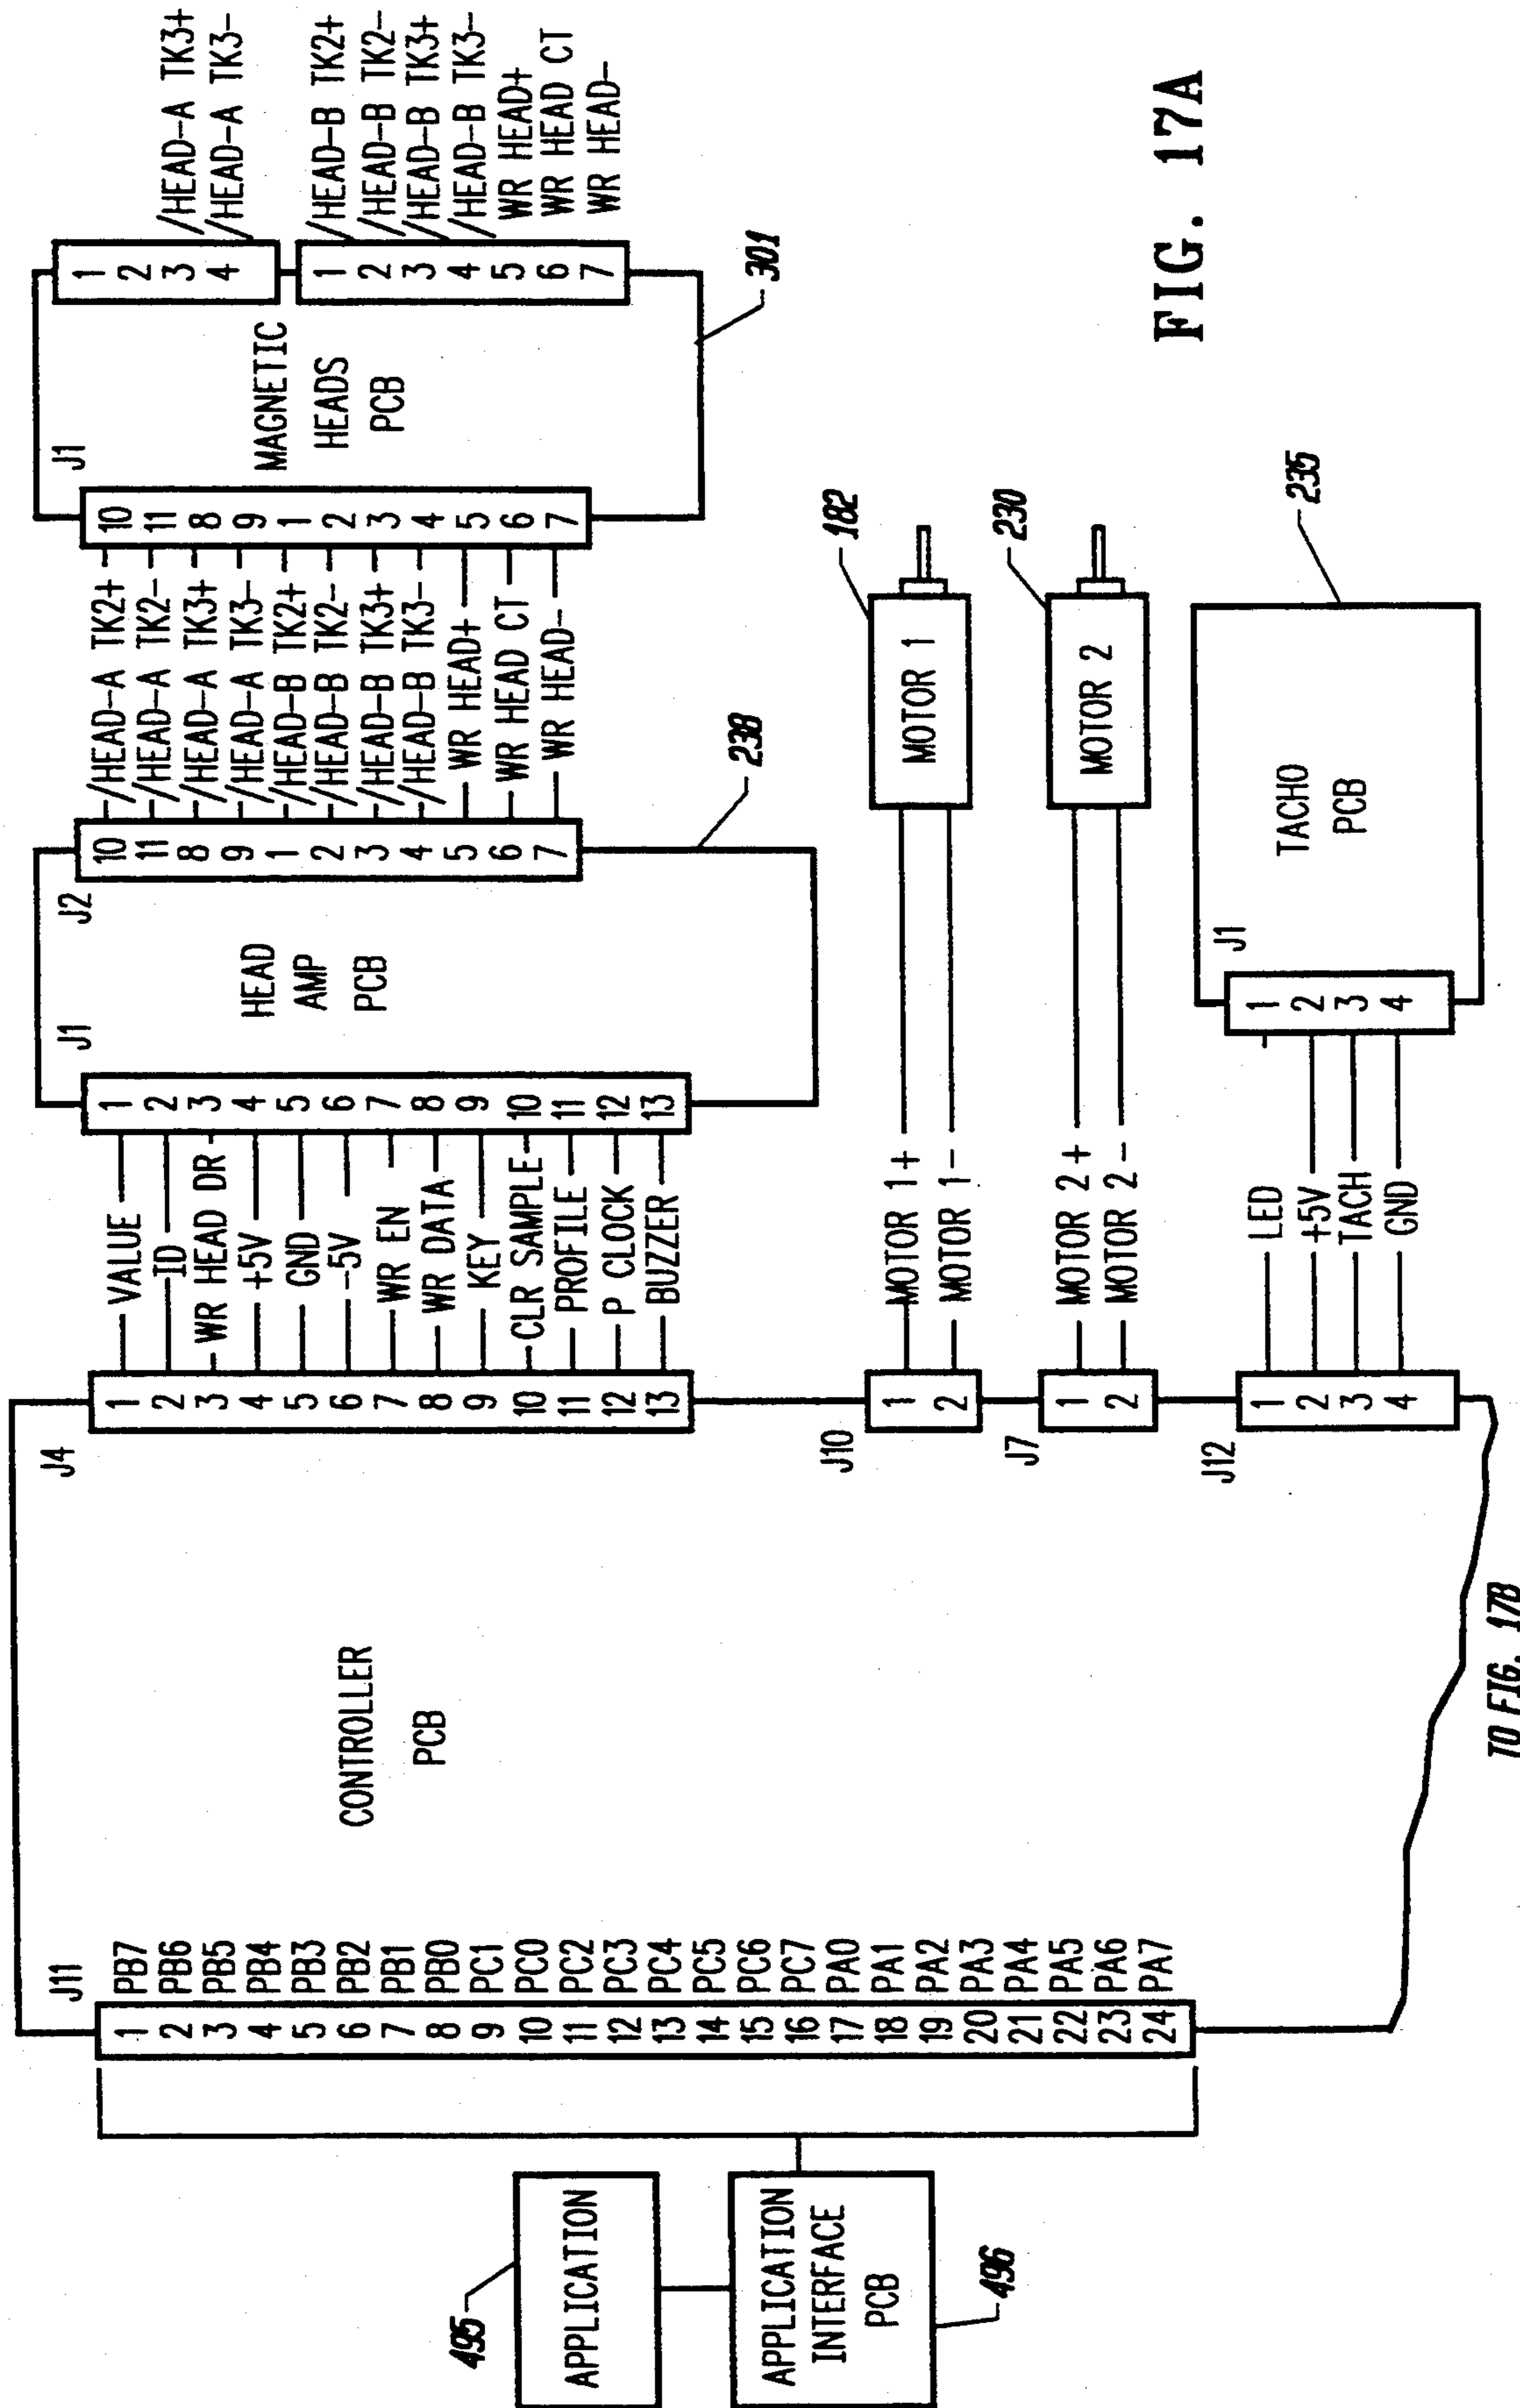 495
APPLICATION
APPLICATION
INTERFACE
PCB
496
J11
1 PB7
2 PB6
3 PB5
4 PB4
5 PB3
6 PB2
7 PB1
8 PB0
9 PC1
10 PC0
11 PC2
12 PC3
13 PC4
14 PC5
15 PC6
16 PC7
17 PA0
18 PA1
19 PA2
20 PA3
21 PA4
22 PA5
23 PA6
24 PA7
CONTROLLER
PCB
TO FIG. 17B
J4
1 VALUE 1
2 ID 2
3 WR HEAD DR 3
4 +5V 4
5 GND 5
6 -5V 6
7 WR EN 7
8 WR DATA 8
9 KEY 9
10 CLR SAMPLE 10
11 PROFILE 11
12 P CLOCK 12
13 BUZZER 13
J1
HEAD
AMP
PCB
J2
238
10 /HEAD-A TK2+ 10
11 /HEAD-A TK2- 11
8 /HEAD-A TK3+ 8
9 /HEAD-A TK3- 9
1 /HEAD-B TK2+ 1
2 /HEAD-B TK2- 2
3 /HEAD-B TK3+ 3
4 /HEAD-B TK3- 4
5 WR HEAD+ 5
6 WR HEAD CT 6
7 WR HEAD- 7
J1
MAGNETIC
HEADS
PCB
301
1
2
3 /HEAD-A TK3+
4 /HEAD-A TK3-
1 /HEAD-B TK2+
2 /HEAD-B TK2-
3 /HEAD-B TK3+
4 /HEAD-B TK3-
5 WR HEAD+
6 WR HEAD CT
7 WR HEAD-
J10
1 MOTOR 1+
2 MOTOR 1-
MOTOR 1
182
J7
1 MOTOR 2+
2 MOTOR 2-
MOTOR 2
230
J12
1 LED 1
2 +5V 2
3 TACH 3
4 GND 4
J1
TACHO
PCB
235
FIG. 17A